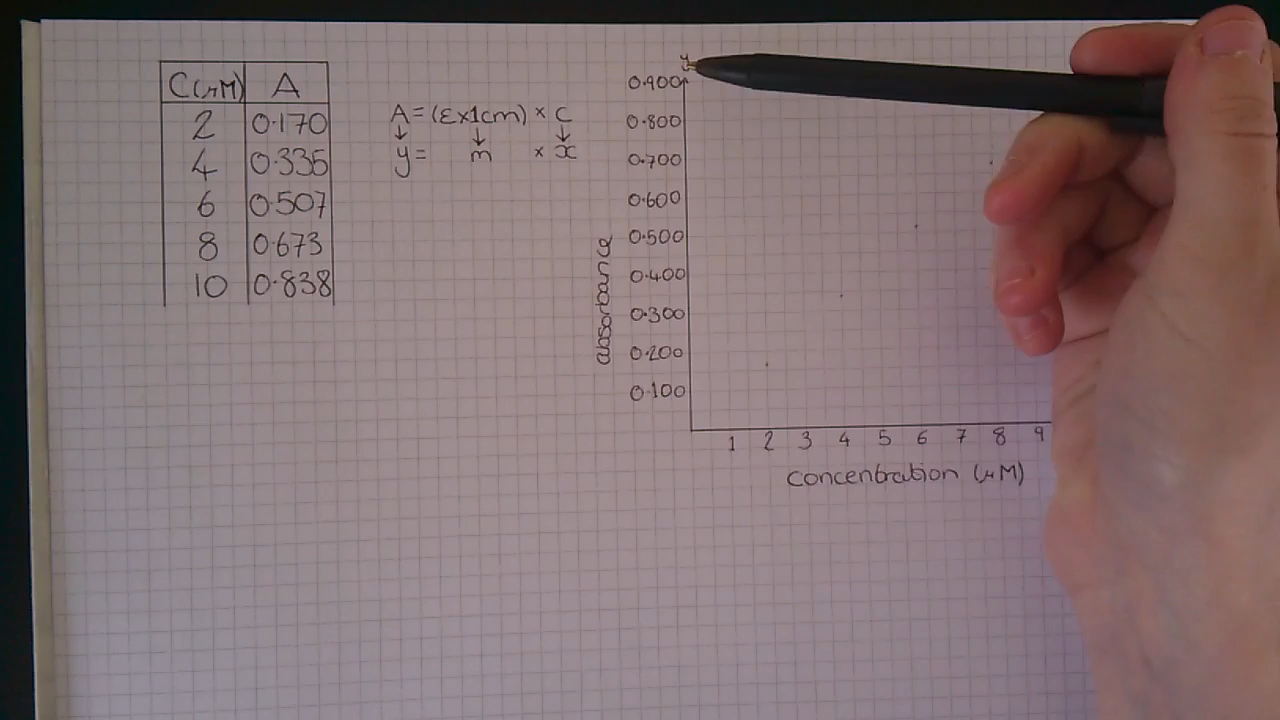 C(μM) A
2 0.170
4 0.335
6 0.507
8 0.673
10 0.838
A = (ε×1cm) × C
↓ ↓ ↓
y = m × x
y
0.900
0.800
0.700
0.600
0.500
0.400
0.300
0.200
0.100
absorbance
1 2 3 4 5 6 7 8 9
concentration (μM)